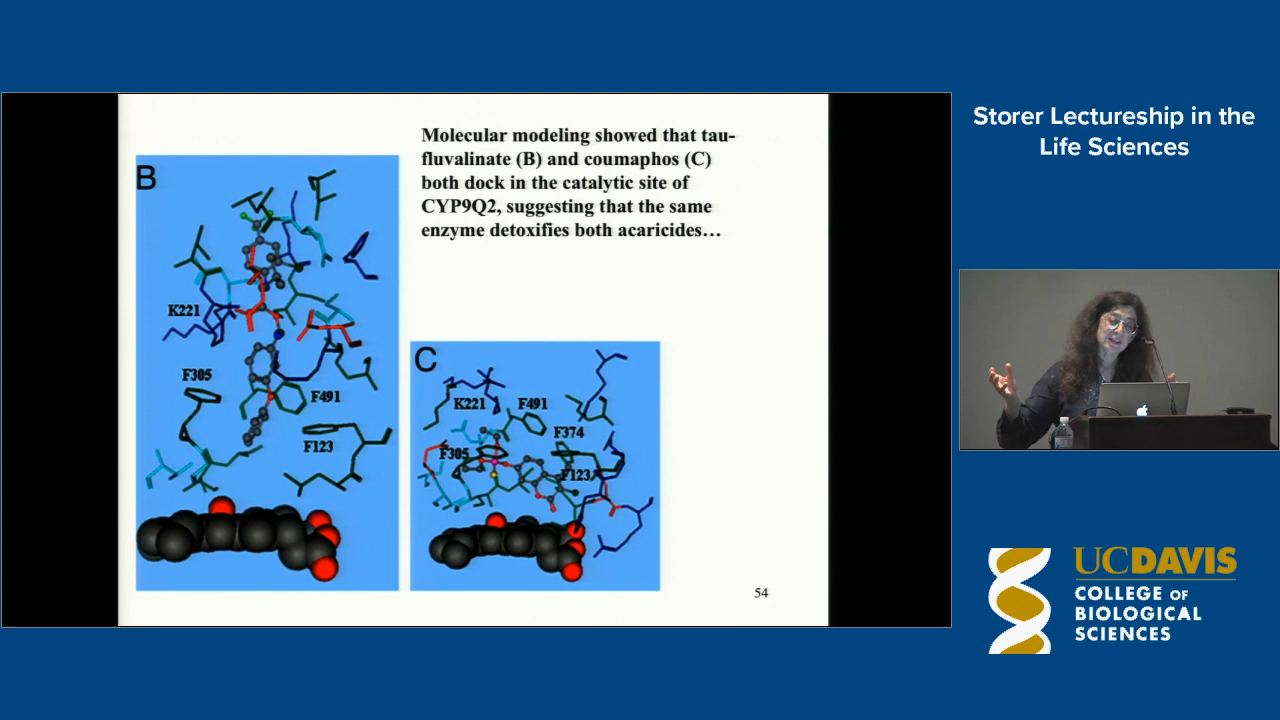 Storer Lectureship in the
Life Sciences
Molecular modeling showed that tau-
fluvalinate (B) and coumaphos (C)
both dock in the catalytic site of
CYP9Q2, suggesting that the same
enzyme detoxifies both acaricides…
B
K221
F305
F491
F123
C
K221
F491
F374
F305
F123
54
UCDAVIS
COLLEGE OF
BIOLOGICAL
SCIENCES